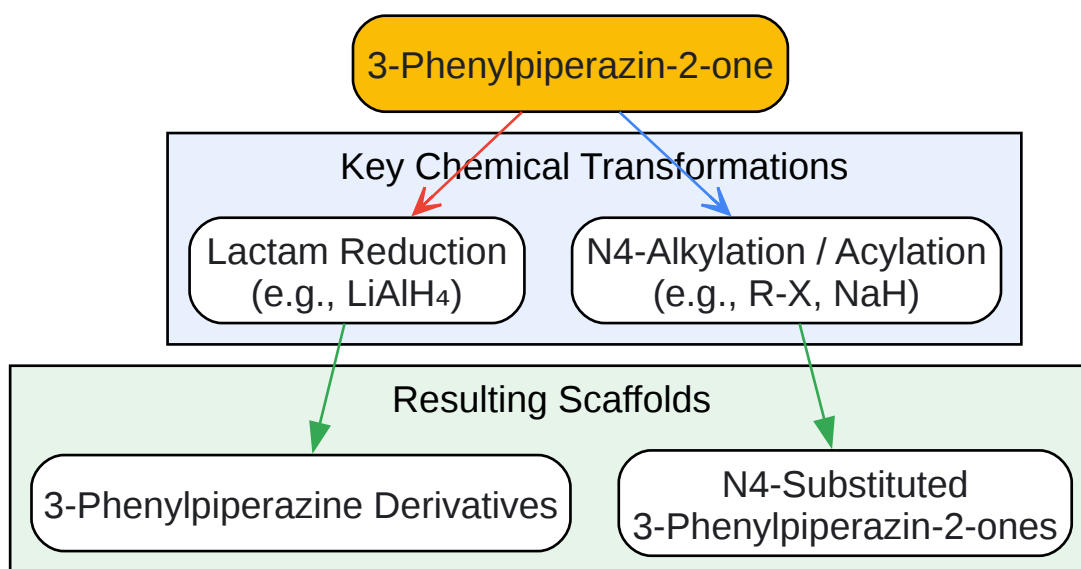 3-Phenylpiperazin-2-one
Key Chemical Transformations
Lactam Reduction
(e.g., LiAlH₄)
N4-Alkylation / Acylation
(e.g., R-X, NaH)
Resulting Scaffolds
3-Phenylpiperazine Derivatives
N4-Substituted
3-Phenylpiperazin-2-ones